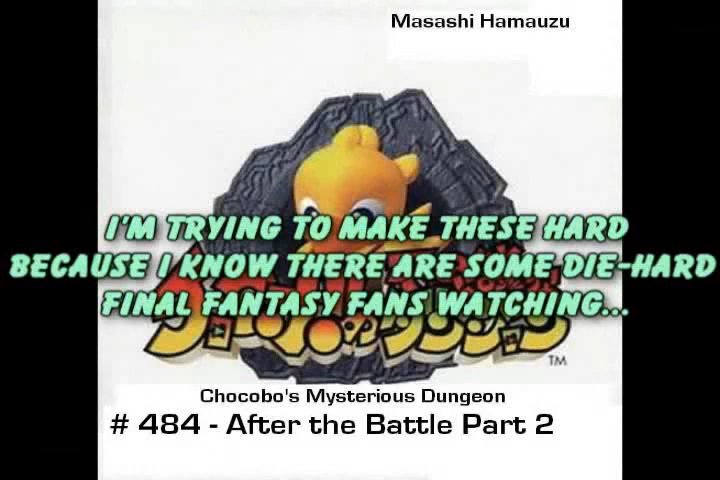 Masashi Hamauzu
I'M TRYING TO MAKE THESE HARD
BECAUSE I KNOW THERE ARE SOME DIE-HARD
FINAL FANTASY FANS WATCHING...
TM
Chocobo's Mysterious Dungeon
# 484 - After the Battle Part 2